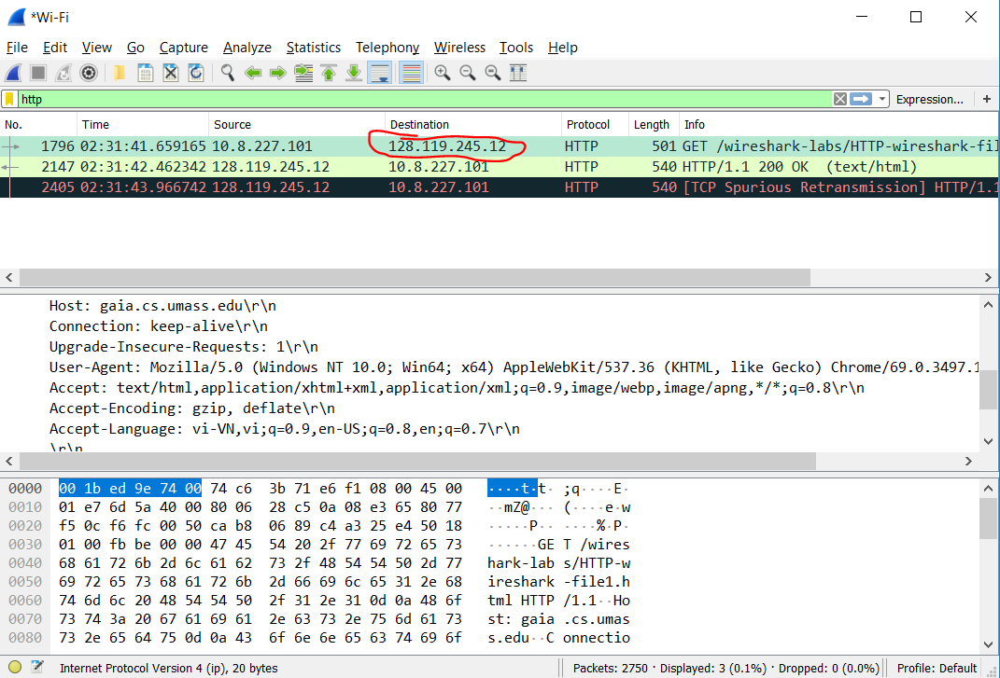 *Wi-Fi
File Edit View Go Capture Analyze Statistics Telephony Wireless Tools Help
http Expression... +
No. Time Source Destination Protocol Length Info
1796 02:31:41.659165 10.8.227.101 128.119.245.12 HTTP 501 GET /wireshark-labs/HTTP-wireshark-fil
2147 02:31:42.462342 128.119.245.12 10.8.227.101 HTTP 540 HTTP/1.1 200 OK (text/html)
2405 02:31:43.966742 128.119.245.12 10.8.227.101 HTTP 540 [TCP Spurious Retransmission] HTTP/1.1
Host: gaia.cs.umass.edu\r\n
Connection: keep-alive\r\n
Upgrade-Insecure-Requests: 1\r\n
User-Agent: Mozilla/5.0 (Windows NT 10.0; Win64; x64) AppleWebKit/537.36 (KHTML, like Gecko) Chrome/69.0.3497.1
Accept: text/html,application/xhtml+xml,application/xml;q=0.9,image/webp,image/apng,*/*;q=0.8\r\n
Accept-Encoding: gzip, deflate\r\n
Accept-Language: vi-VN,vi;q=0.9,en-US;q=0.8,en;q=0.7\r\n
\r\n
0000 00 1b ed 9e 74 00 74 c6 3b 71 e6 f1 08 00 45 00 ····t·t· ;q····E·
0010 01 e7 6d 5a 40 00 80 06 28 c5 0a 08 e3 65 80 77 ··mZ@··· (····e·w
0020 f5 0c f6 fc 00 50 ca b8 06 89 c4 a3 25 e4 50 18 ·····P·· ····%·P·
0030 01 00 fb be 00 00 47 45 54 20 2f 77 69 72 65 73 ······GE T /wires
0040 68 61 72 6b 2d 6c 61 62 73 2f 48 54 54 50 2d 77 hark-lab s/HTTP-w
0050 69 72 65 73 68 61 72 6b 2d 66 69 6c 65 31 2e 68 ireshark -file1.h
0060 74 6d 6c 20 48 54 54 50 2f 31 2e 31 0d 0a 48 6f tml HTTP /1.1··Ho
0070 73 74 3a 20 67 61 69 61 2e 63 73 2e 75 6d 61 73 st: gaia .cs.umas
0080 73 2e 65 64 75 0d 0a 43 6f 6e 6e 65 63 74 69 6f s.edu··C onnectio
Internet Protocol Version 4 (ip), 20 bytes Packets: 2750 · Displayed: 3 (0.1%) · Dropped: 0 (0.0%) Profile: Default